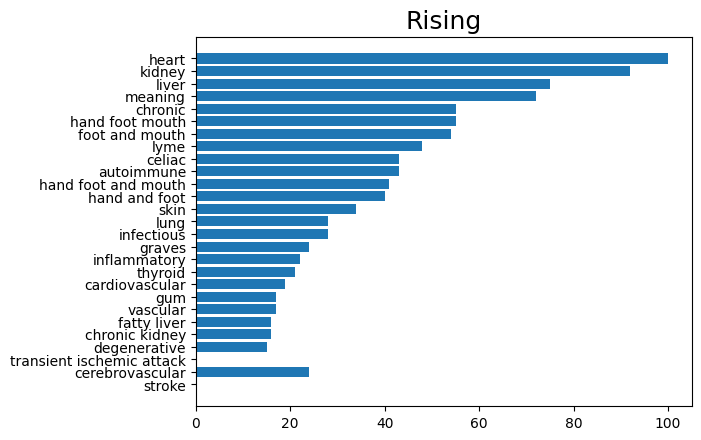 Rising
heart
kidney
liver
meaning
chronic
hand foot mouth
foot and mouth
lyme
celiac
autoimmune
hand foot and mouth
hand and foot
skin
lung
infectious
graves
inflammatory
thyroid
cardiovascular
gum
vascular
fatty liver
chronic kidney
degenerative
transient ischemic attack
cerebrovascular
stroke
0 20 40 60 80 100